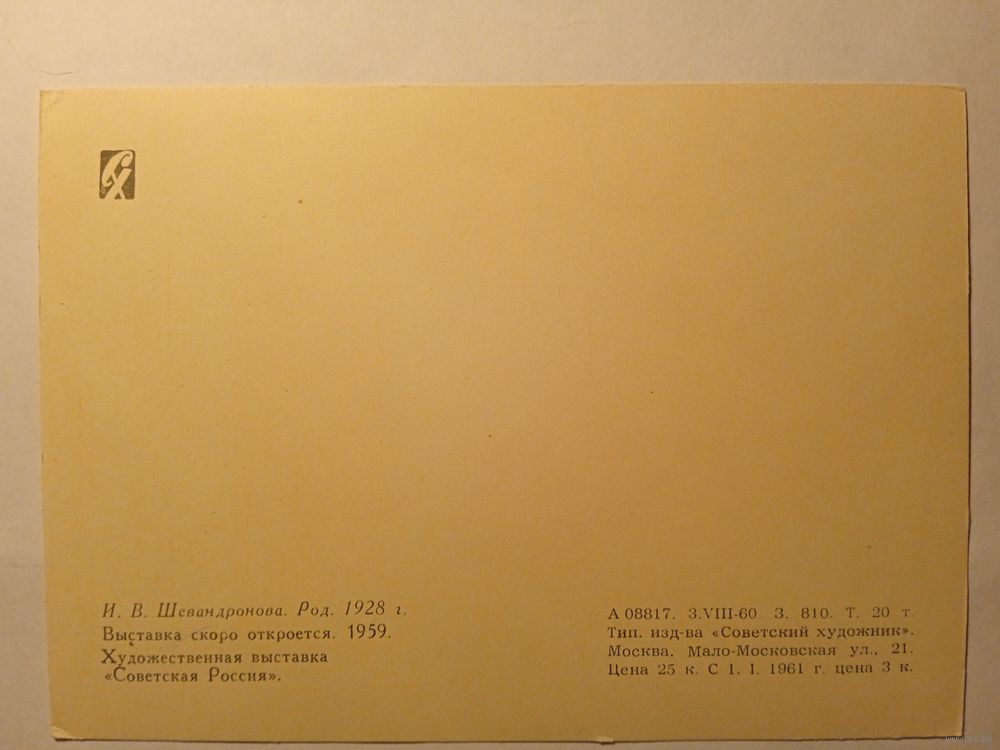 СХ
И. В. Шевандронова. Род. 1928 г.
Выставка скоро откроется. 1959.
Художественная выставка
«Советская Россия».
А 08817. 3.VIII-60 З. 810. Т. 20 т.
Тип. изд-ва «Советский художник».
Москва, Мало-Московская ул., 21.
Цена 25 к. С 1. I. 1961 г. цена 3 к.